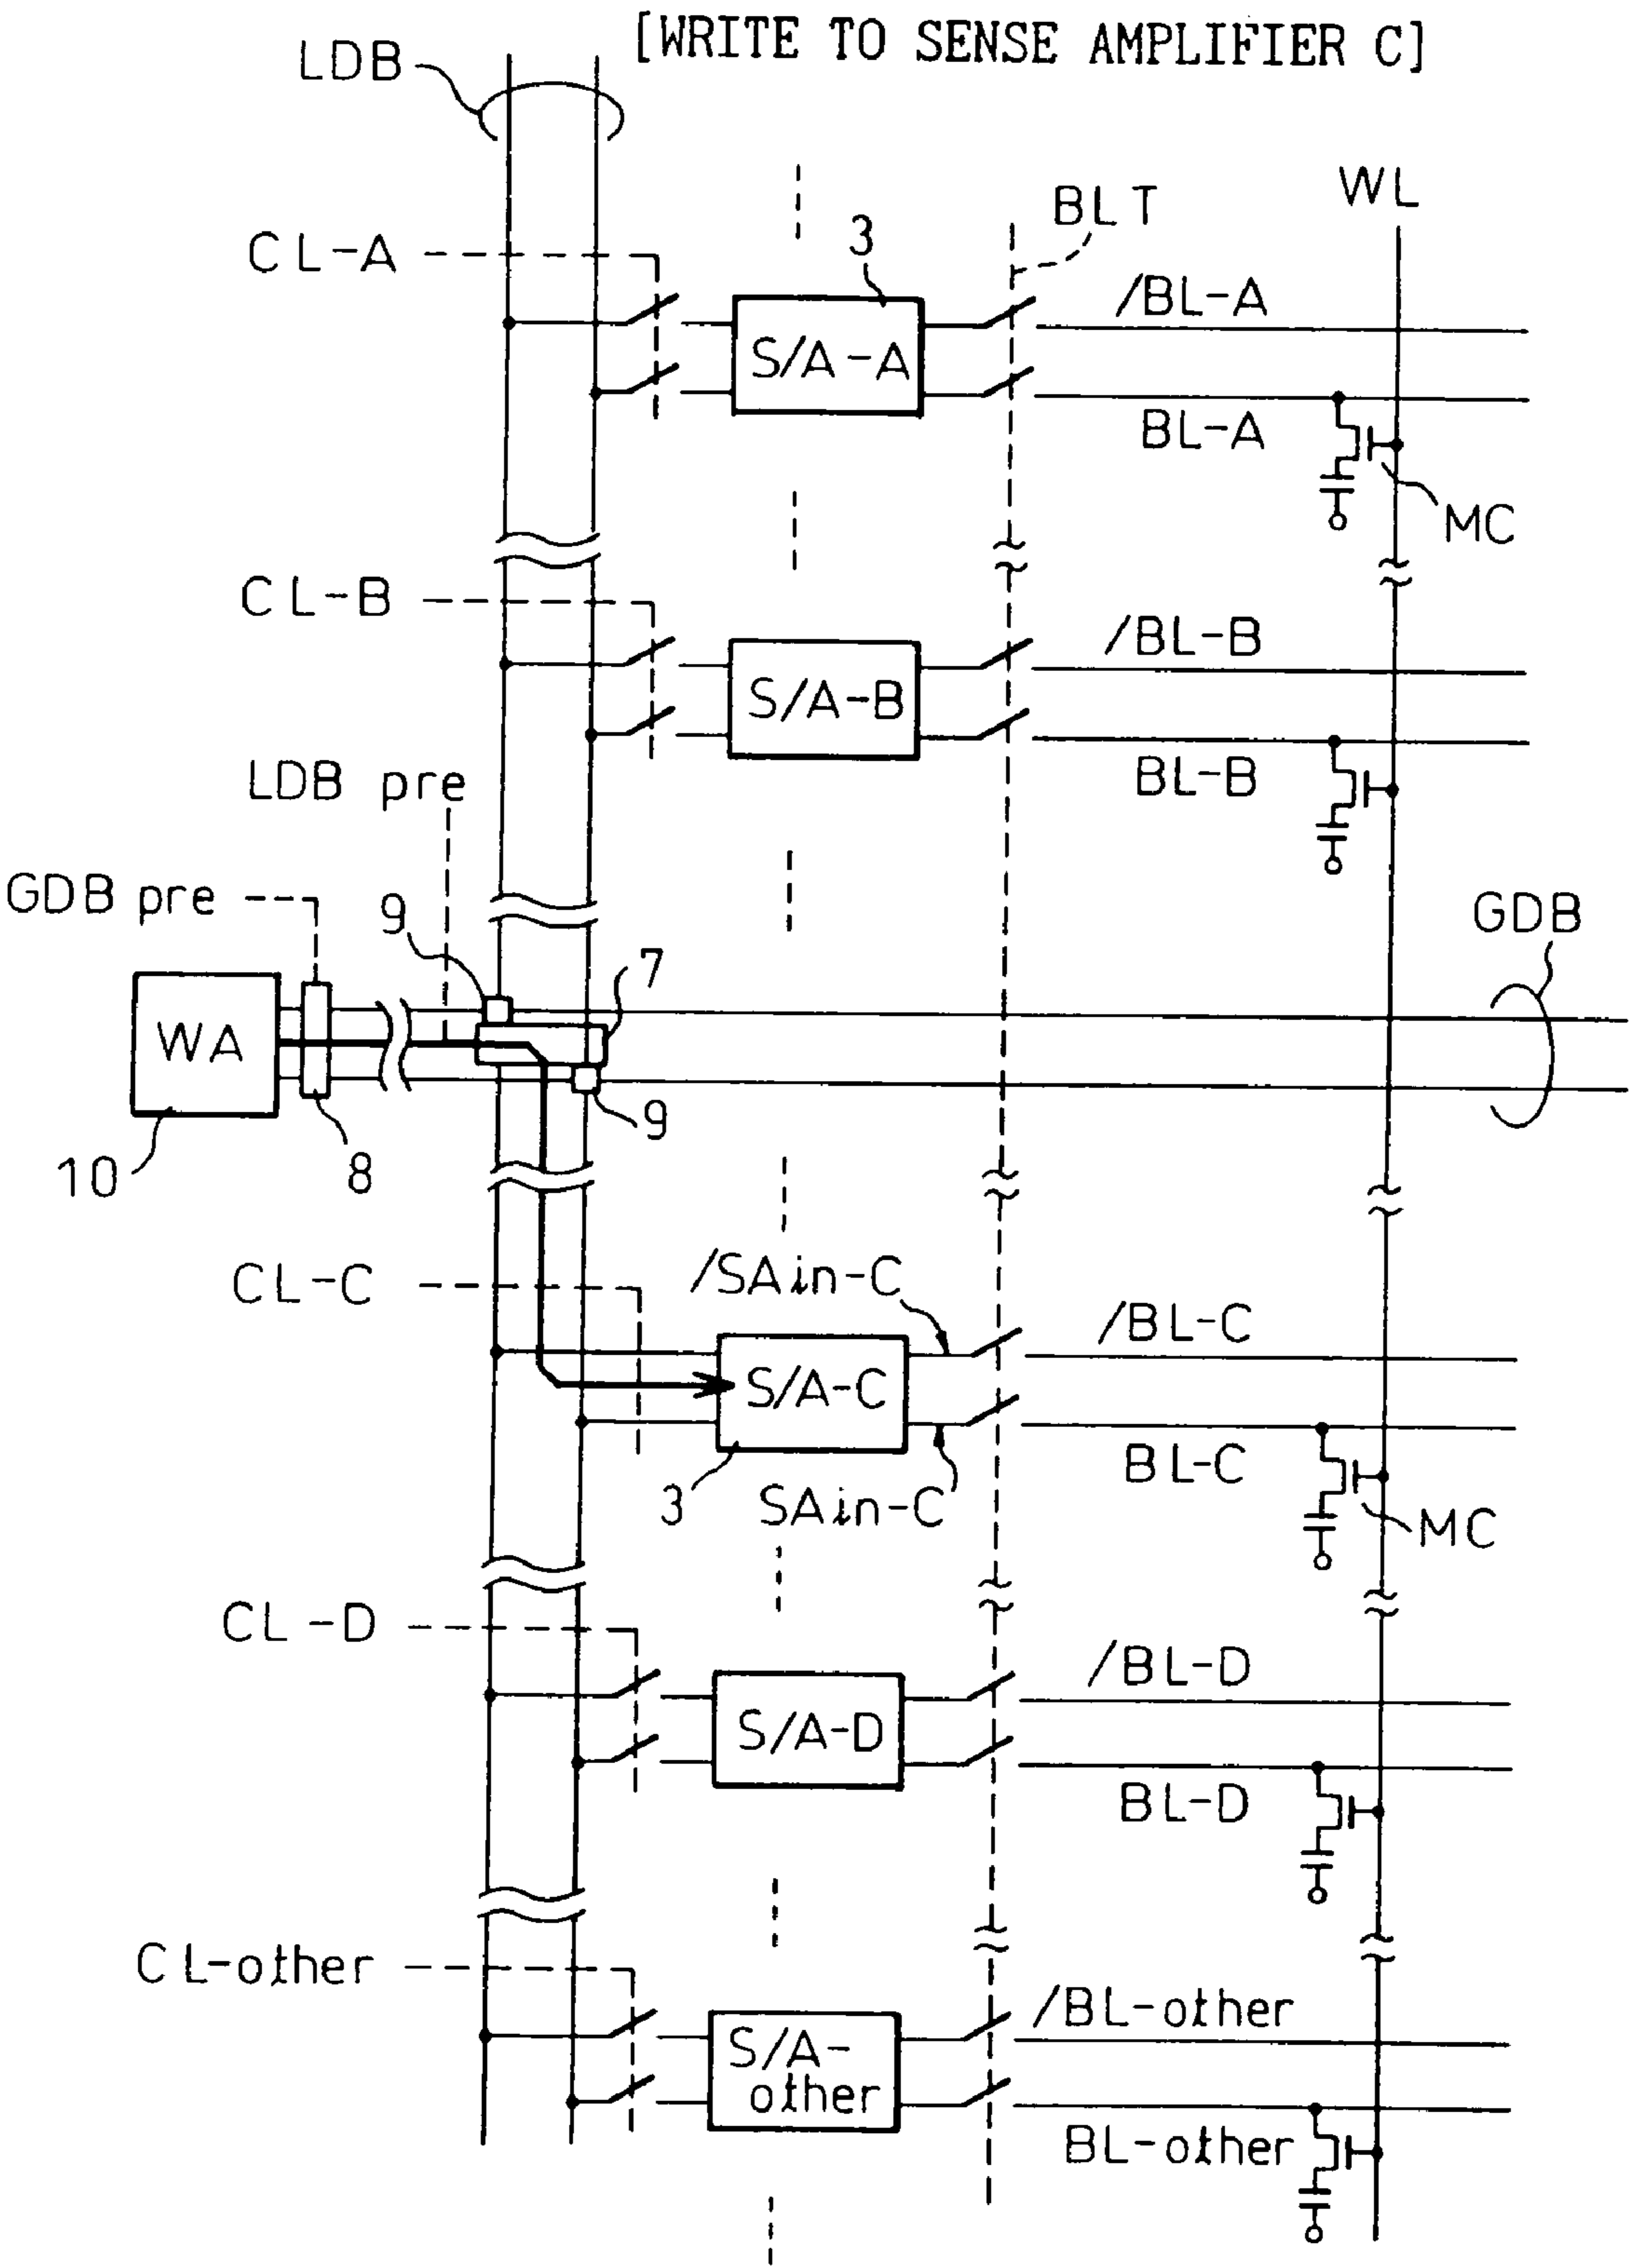 [WRITE TO SENSE AMPLIFIER C]
LDB
WL
BLT
CL-A
3
/BL-A
S/A-A
BL-A
MC
CL-B
/BL-B
S/A-B
BL-B
LDB pre
GDB pre
9
7
GDB
WA
9
10
8
CL-C
/SAin-C
/BL-C
S/A-C
BL-C
3
SAin-C
MC
CL-D
/BL-D
S/A-D
BL-D
CL-other
/BL-other
S/A-
other
BL-other